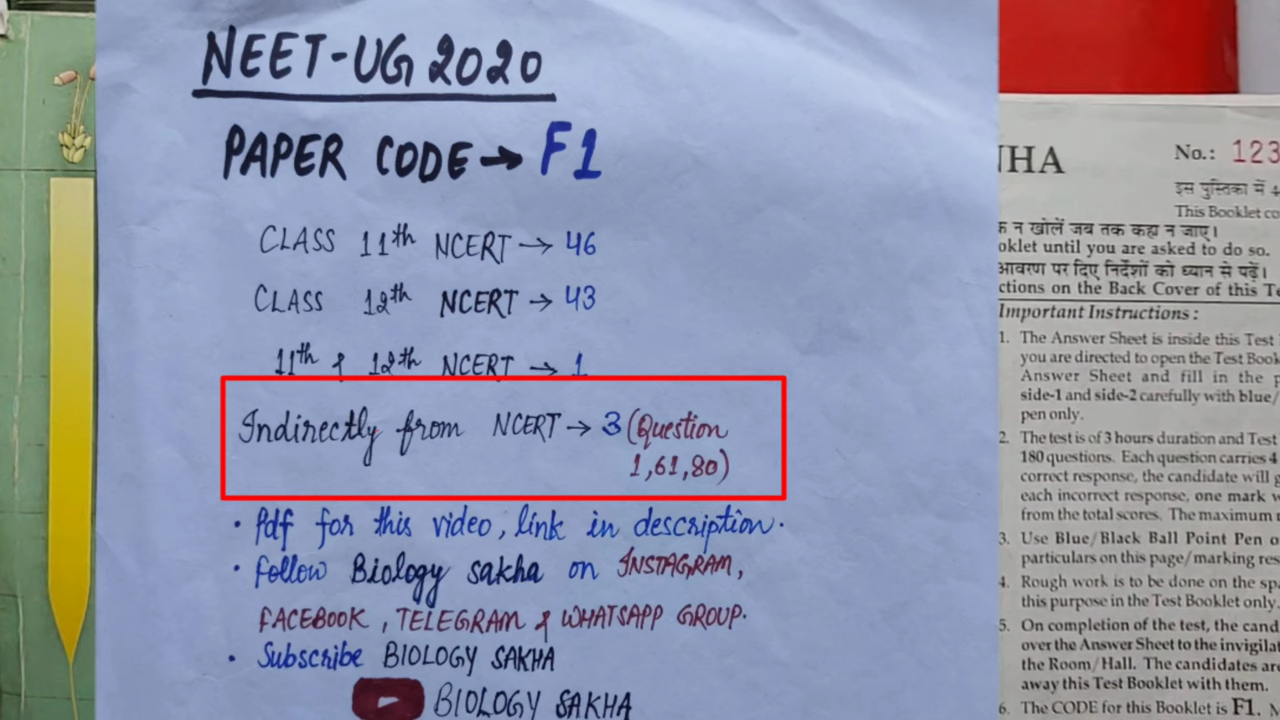 NEET-UG 2020
PAPER CODE → F1
CLASS 11th NCERT → 46
CLASS 12th NCERT → 43
11th & 12th NCERT → 1
Indirectly from NCERT → 3 (Question
1,61,80)
• Pdf for this video, link in description.
• Follow Biology sakha on INSTAGRAM,
FACEBOOK, TELEGRAM & WHATSAPP GROUP.
• Subscribe BIOLOGY SAKHA
BIOLOGY SAKHA
NHA
No.: 123
इस पुस्तिका में 4
This Booklet co
न खोलें जब तक कहा न जाए।
oklet until you are asked to do so.
आवरण पर दिए निर्देशों को ध्यान से पढ़ें।
ctions on the Back Cover of this Te
Important Instructions :
1. The Answer Sheet is inside this Test
you are directed to open the Test Book
Answer Sheet and fill in the p
side-1 and side-2 carefully with blue/
pen only.
2. The test is of 3 hours duration and Test
180 questions. Each question carries 4
correct response, the candidate will g
each incorrect response, one mark w
from the total scores. The maximum
3. Use Blue/Black Ball Point Pen o
particulars on this page/marking res
4. Rough work is to be done on the sp
this purpose in the Test Booklet only.
5. On completion of the test, the cand
over the Answer Sheet to the invigila
the Room/Hall. The candidates are
away this Test Booklet with them.
6. The CODE for this Booklet is F1.